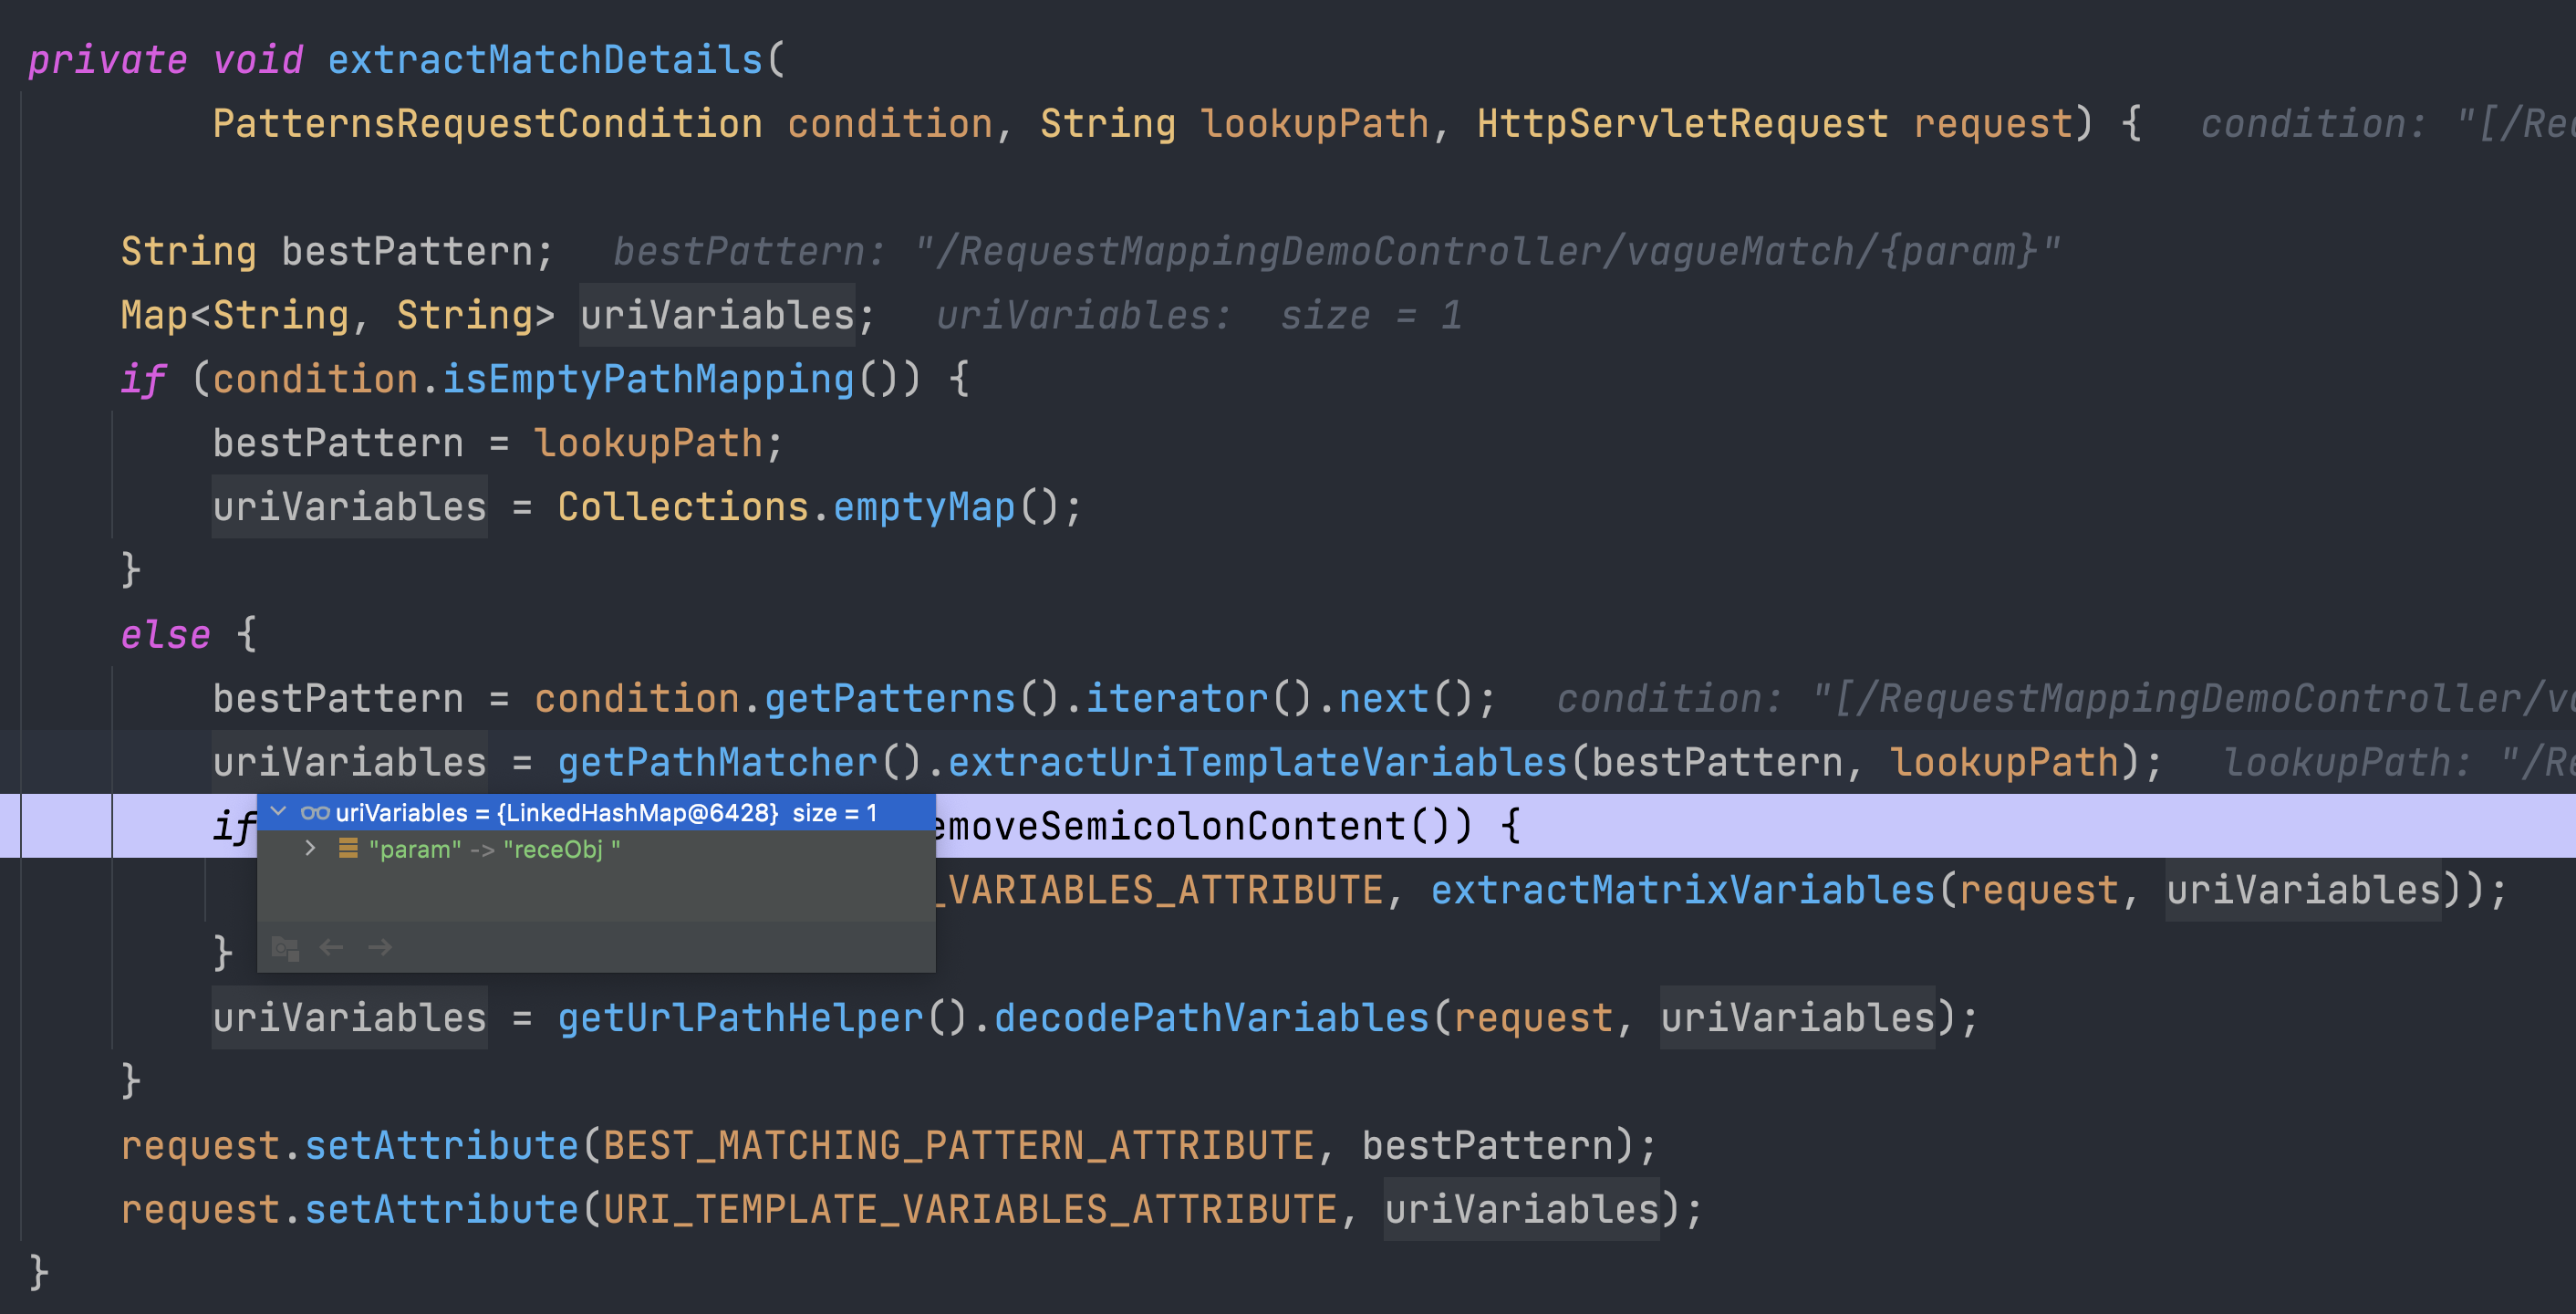 private void extractMatchDetails(
PatternsRequestCondition condition, String lookupPath, HttpServletRequest request) { condition: "[/Req
String bestPattern; bestPattern: "/RequestMappingDemoController/vagueMatch/{param}"
Map<String, String> uriVariables; uriVariables: size = 1
if (condition.isEmptyPathMapping()) {
bestPattern = lookupPath;
uriVariables = Collections.emptyMap();
}
else {
bestPattern = condition.getPatterns().iterator().next(); condition: "[/RequestMappingDemoController/va
uriVariables = getPathMatcher().extractUriTemplateVariables(bestPattern, lookupPath); lookupPath: "/Re
if emoveSemicolonContent()) {
uriVariables = {LinkedHashMap@6428} size = 1
"param" -> "receObj "
_VARIABLES_ATTRIBUTE, extractMatrixVariables(request, uriVariables));
}
uriVariables = getUrlPathHelper().decodePathVariables(request, uriVariables);
}
request.setAttribute(BEST_MATCHING_PATTERN_ATTRIBUTE, bestPattern);
request.setAttribute(URI_TEMPLATE_VARIABLES_ATTRIBUTE, uriVariables);
}